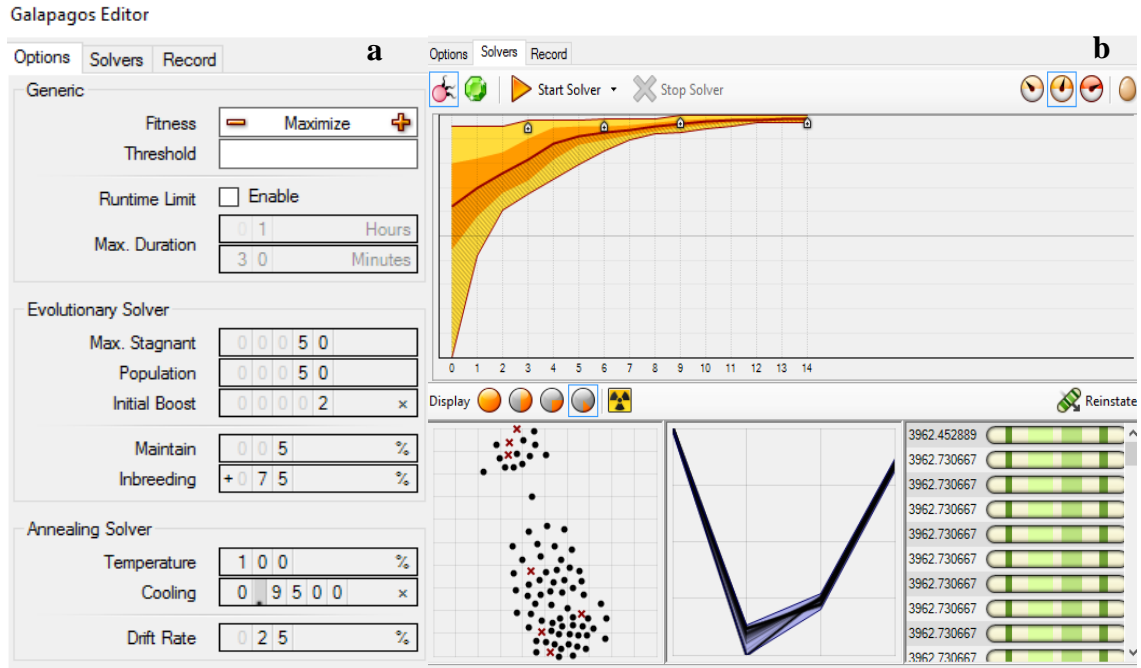 Galapagos Editor
a
Options Solvers Record
Generic
Fitness Maximize
Threshold
Runtime Limit Enable
Max. Duration 0 1 Hours
3 0 Minutes
Evolutionary Solver
Max. Stagnant 0 0 0 5 0
Population 0 0 0 5 0
Initial Boost 0 0 0 0 2 ×
Maintain 0 0 5 %
Inbreeding + 0 7 5 %
Annealing Solver
Temperature 1 0 0 %
Cooling 0 . 9 5 0 0 ×
Drift Rate 0 2 5 %
b
Options Solvers Record
Start Solver Stop Solver
0 1 2 3 4 5 6 7 8 9 10 11 12 13 14
Display Reinstate
3962.452889
3962.730667
3962.730667
3962.730667
3962.730667
3962.730667
3962.730667
3962.730667
3962.730667
3962.730667